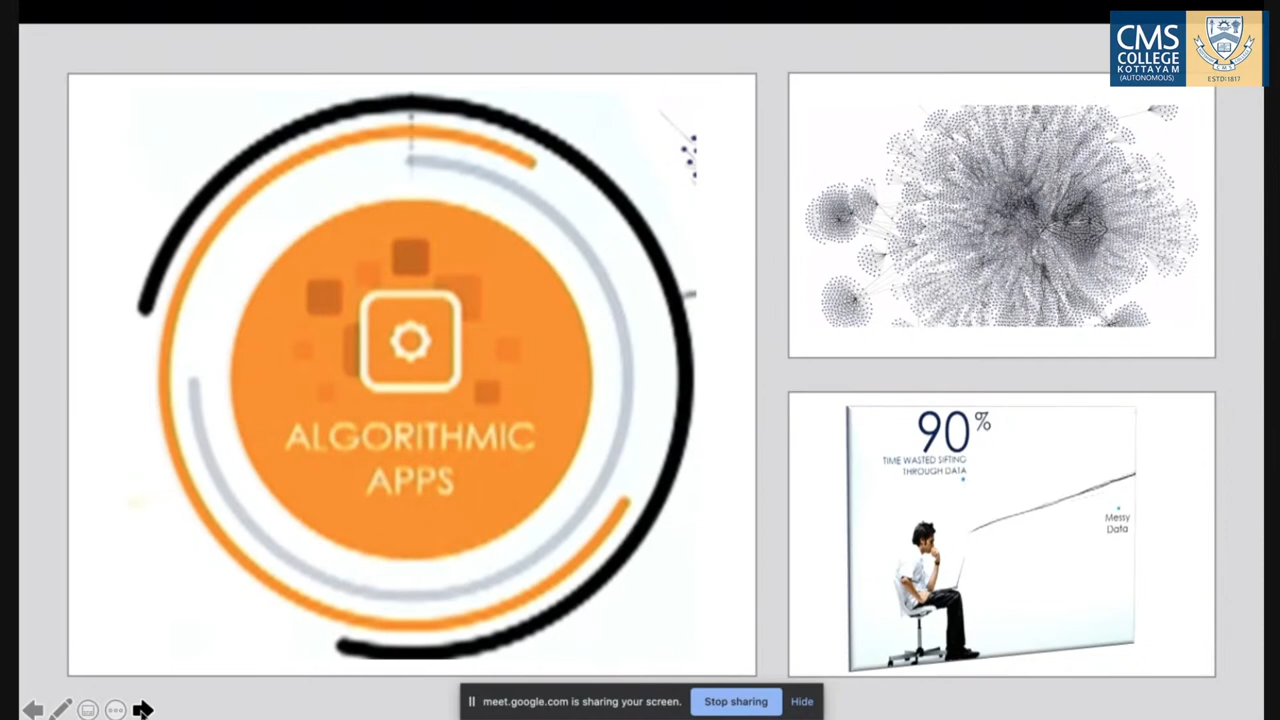 CMS
COLLEGE
KOTTAYAM
(AUTONOMOUS)
ESTD:1817
ALGORITHMIC
APPS
90%
TIME WASTED SIFTING
THROUGH DATA
Messy
Data
meet.google.com is sharing your screen.
Stop sharing
Hide